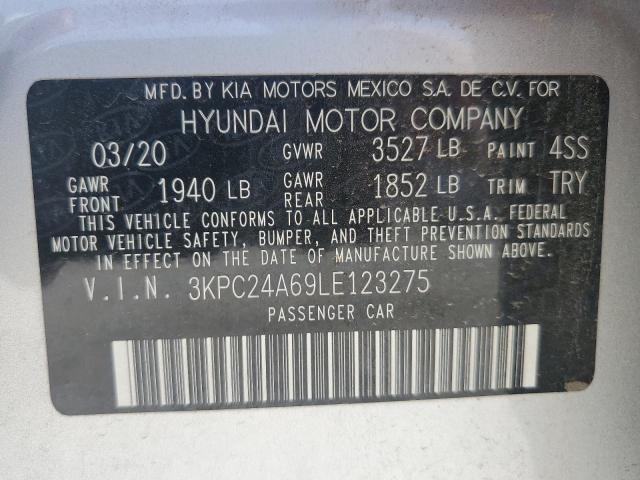 MFD. BY KIA MOTORS MEXICO S.A. DE C.V. FOR
HYUNDAI MOTOR COMPANY
03/20 GVWR 3527 LB PAINT 4SS
GAWR FRONT 1940 LB GAWR REAR 1852 LB TRIM TRY
THIS VEHICLE CONFORMS TO ALL APPLICABLE U.S.A. FEDERAL
MOTOR VEHICLE SAFETY, BUMPER, AND THEFT PREVENTION STANDARDS
IN EFFECT ON THE DATE OF MANUFACTURE SHOWN ABOVE.
V.I.N. 3KPC24A69LE123275
PASSENGER CAR